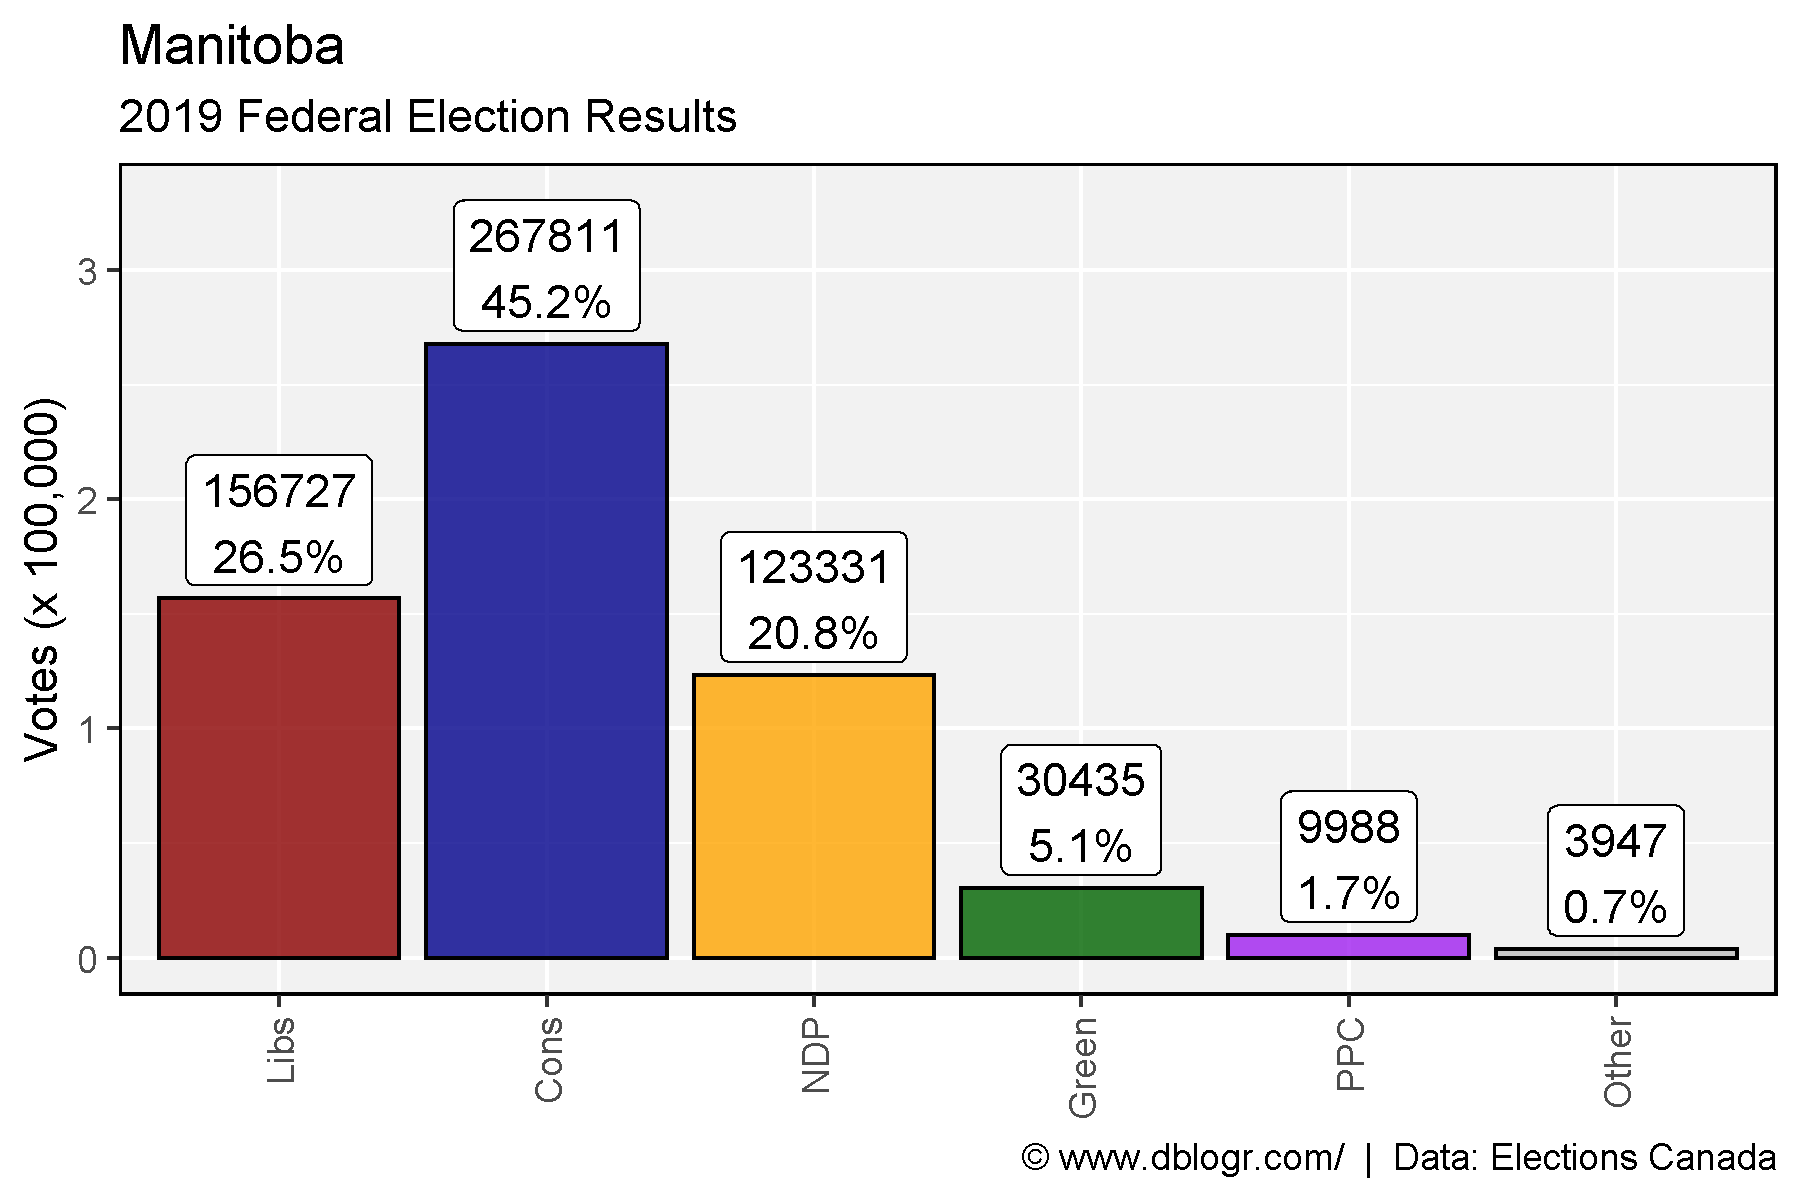 Manitoba
2019 Federal Election Results
Votes (x 100,000)
3
2
1
0
267811
45.2%
156727
26.5%
123331
20.8%
30435
5.1%
9988
1.7%
3947
0.7%
Libs
Cons
NDP
Green
PPC
Other
© www.dblogr.com/ | Data: Elections Canada